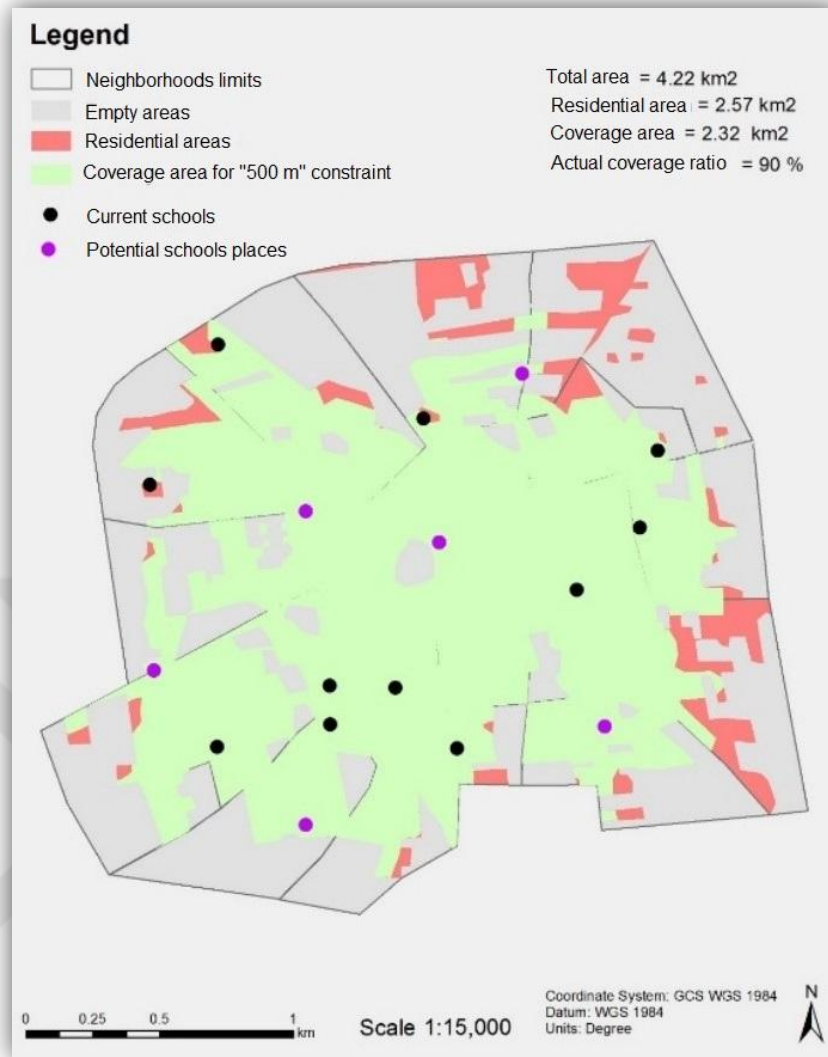 Legend
Neighborhoods limits
Empty areas
Residential areas
Coverage area for "500 m" constraint
Current schools
Potential schools places
Total area = 4.22 km2
Residential area = 2.57 km2
Coverage area = 2.32 km2
Actual coverage ratio = 90 %
0 0.25 0.5 1
km
Scale 1:15,000
Coordinate System: GCS WGS 1984
Datum: WGS 1984
Units: Degree
N